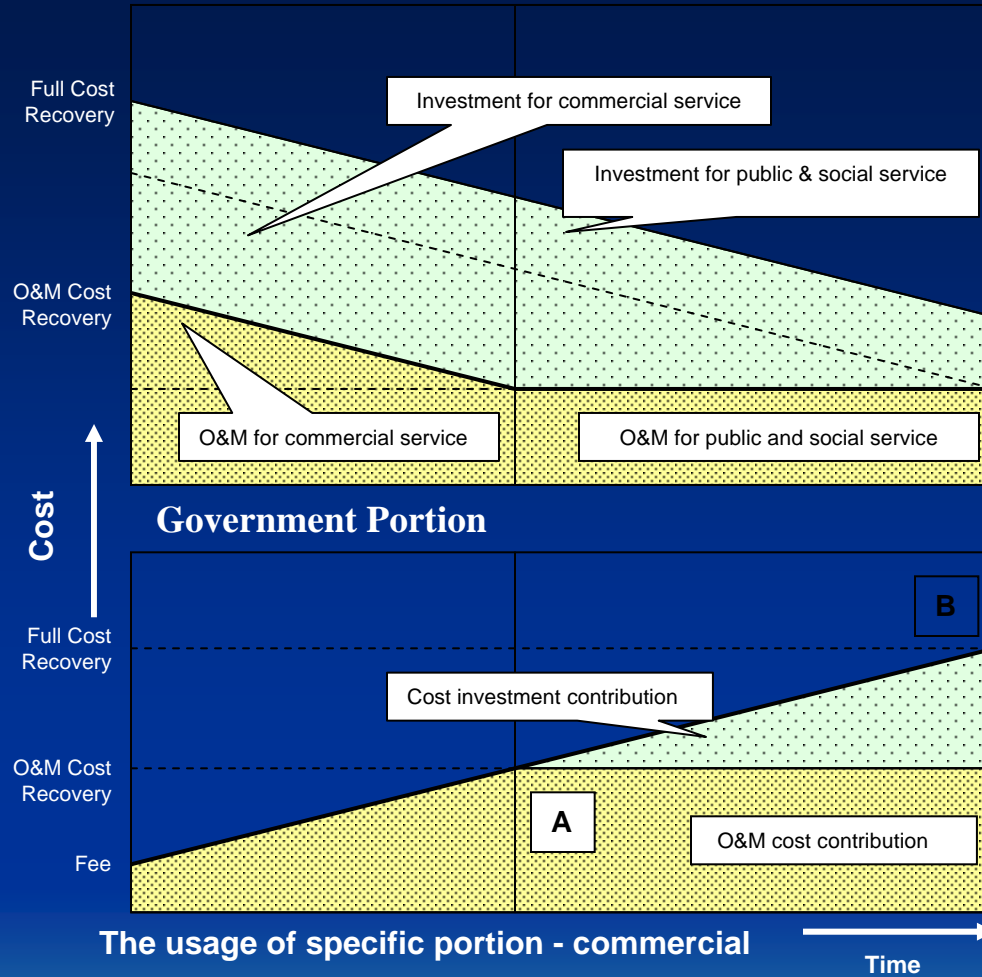 Full Cost
Recovery
Investment for commercial service
Investment for public & social service
O&M Cost
Recovery
O&M for commercial service
O&M for public and social service
Cost
Government Portion
B
Full Cost
Recovery
Cost investment contribution
O&M Cost
Recovery
A
O&M cost contribution
Fee
The usage of specific portion - commercial
Time